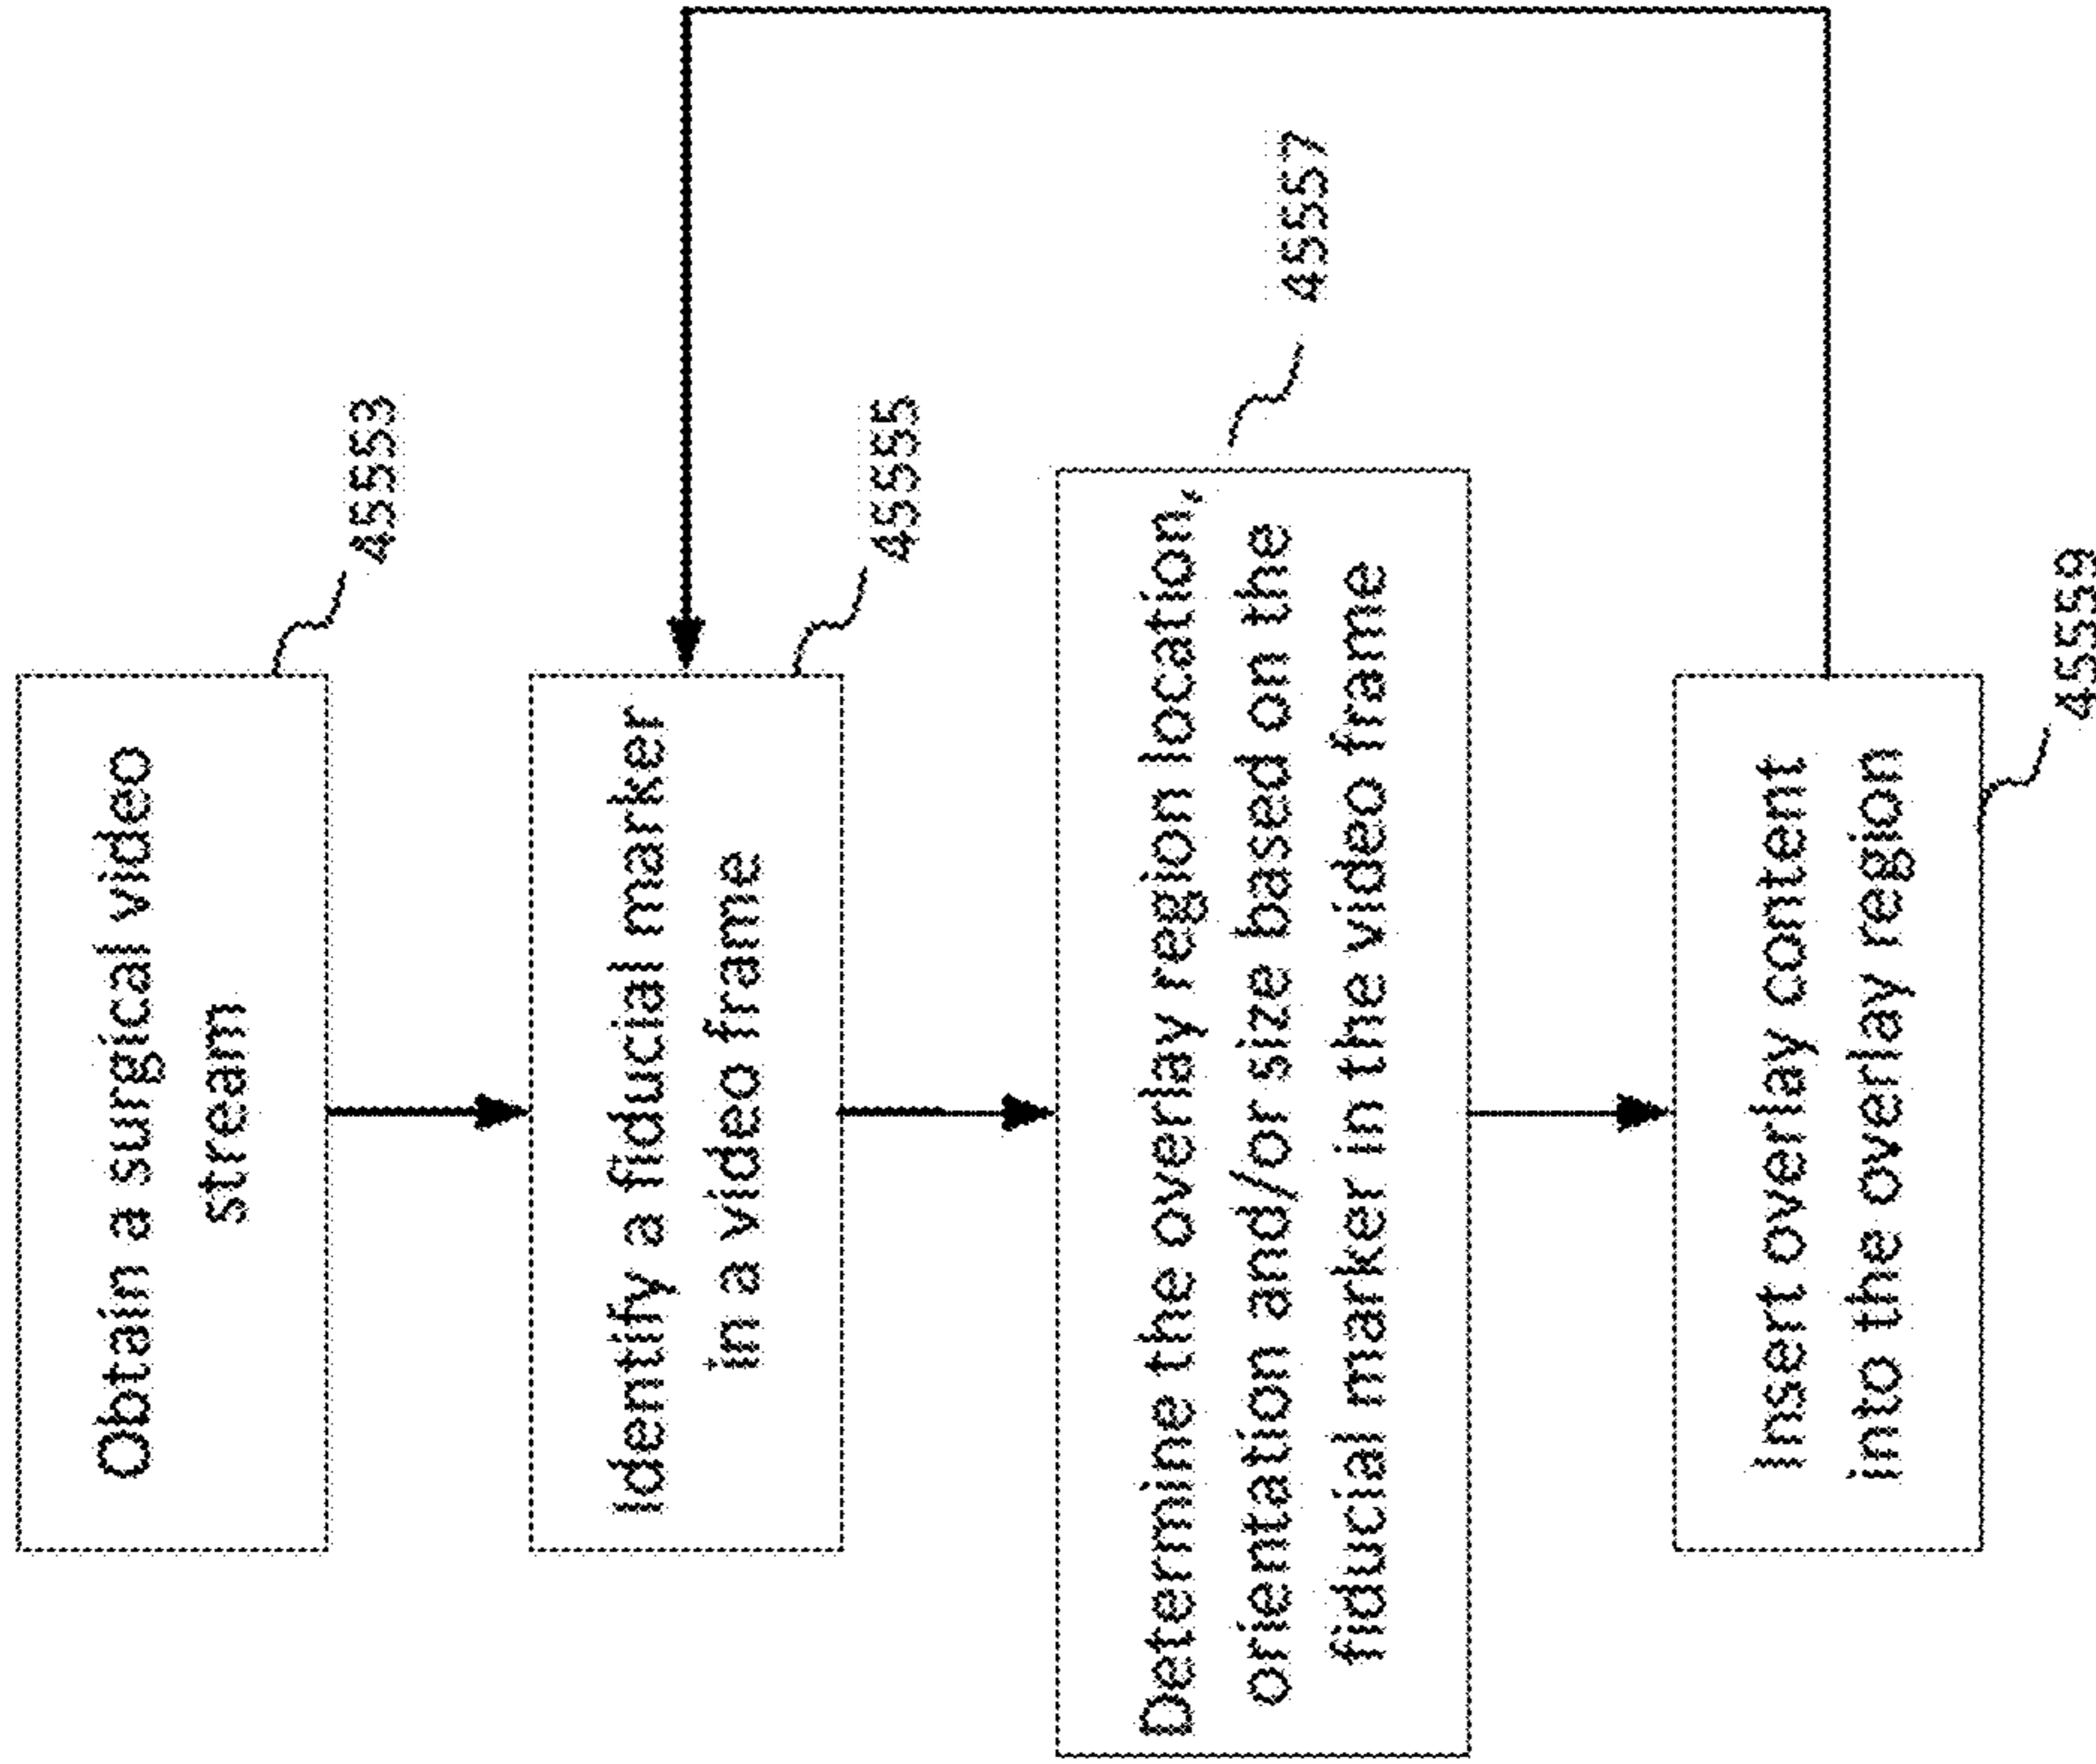 Obtain a surgical video
stream
45553
Identify a fiducial marker
in a video frame
45555
Determine the overlay region location,
orientation and/or size based on the
fiducial marker in the video frame
45557
Insert overlay content
into the overlay region
45559